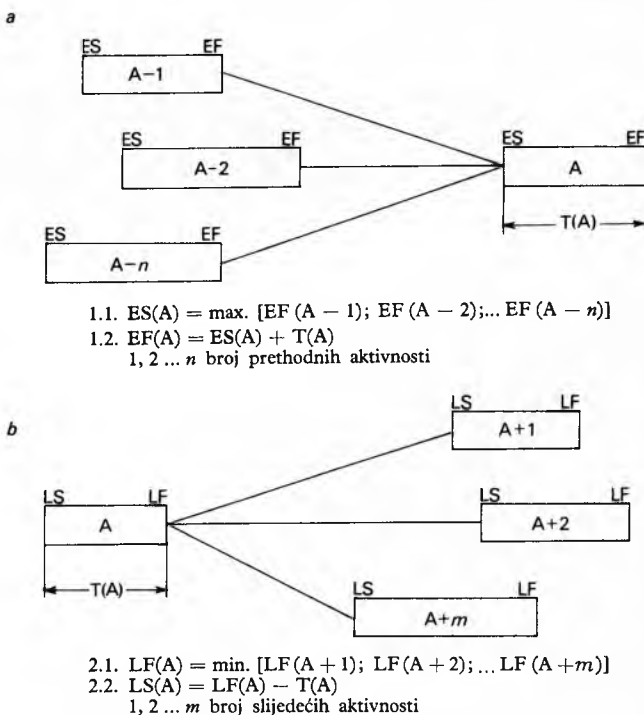 a
ES EF
A−1
ES EF
A−2
ES EF
A
T(A)
ES EF
A−n
1.1. ES(A) = max. [EF (A − 1); EF (A − 2);... EF (A − n)]
1.2. EF(A) = ES(A) + T(A)
1, 2 ... n broj prethodnih aktivnosti
b
LS LF
A+1
LS LF
A
T(A)
LS LF
A+2
LS LF
A+m
2.1. LF(A) = min. [LF (A + 1); LF (A + 2); ... LF (A +m)]
2.2. LS(A) = LF(A) − T(A)
1, 2 ... m broj slijedećih aktivnosti